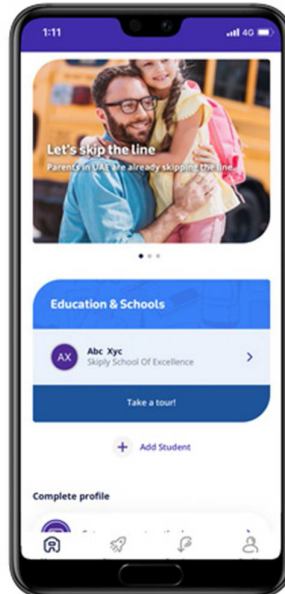 1:11
4G
Let's skip the line
Parents in UAE are already skipping the line
Education & Schools
AX
Abc Xyc
Skiply School Of Excellence
Take a tour!
+ Add Student
Complete profile